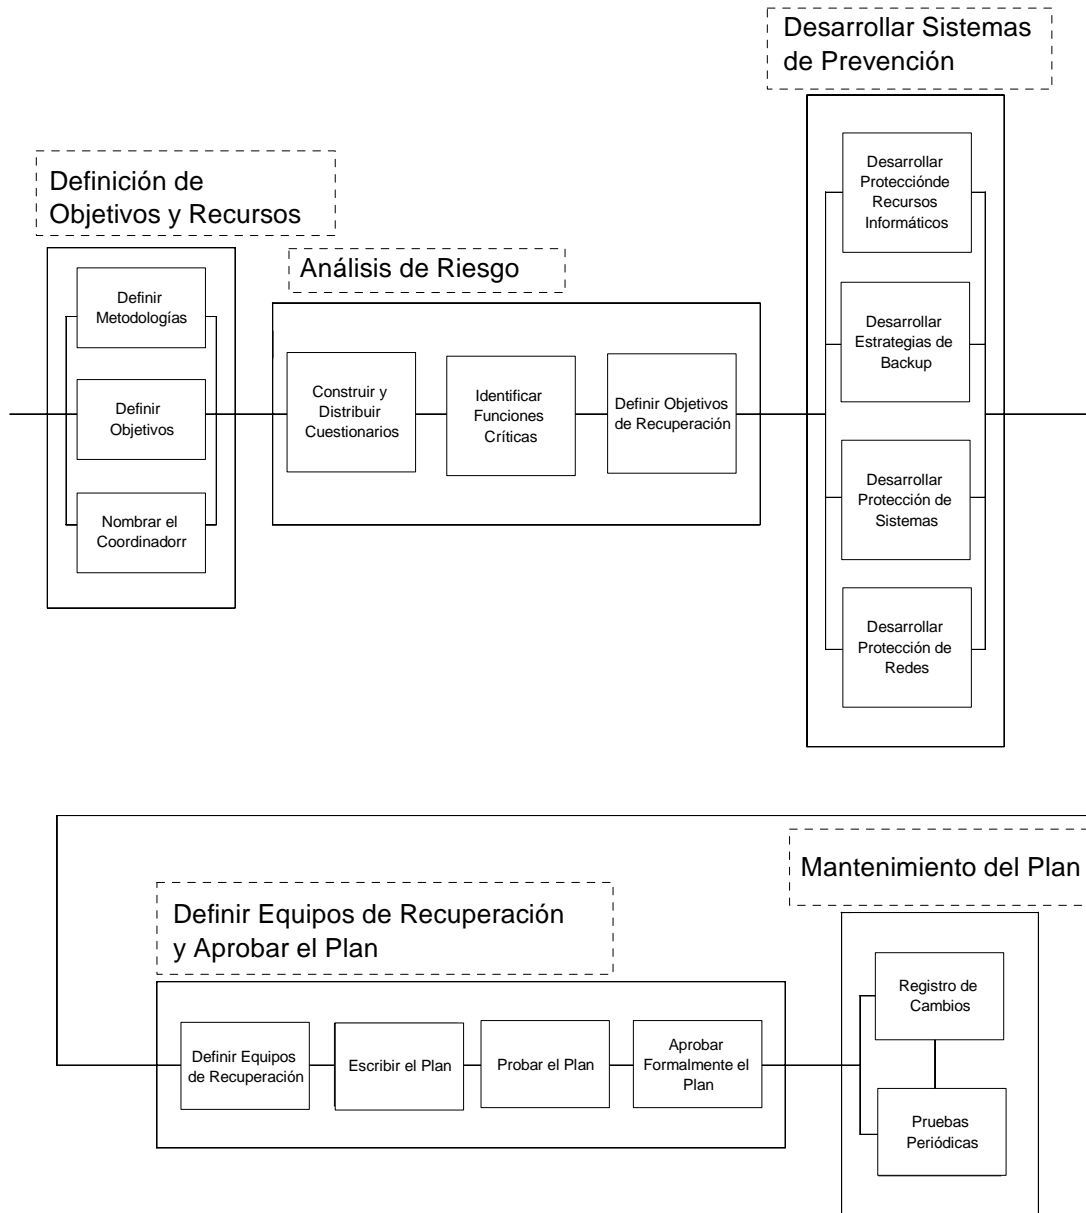 Definición de
Objetivos y Recursos
Definir
Metodologías
Definir
Objetivos
Nombrar el
Coordinadorr
Análisis de Riesgo
Construir y
Distribuir
Cuestionarios
Identificar
Funciones
Críticas
Definir Objetivos
de Recuperación
Desarrollar Sistemas
de Prevención
Desarrollar
Protecciónde
Recursos
Informáticos
Desarrollar
Estrategias de
Backup
Desarrollar
Protección de
Sistemas
Desarrollar
Protección de
Redes
Definir Equipos de Recuperación
y Aprobar el Plan
Definir Equipos
de Recuperación
Escribir el Plan
Probar el Plan
Aprobar
Formalmente el
Plan
Mantenimiento del Plan
Registro de
Cambios
Pruebas
Periódicas